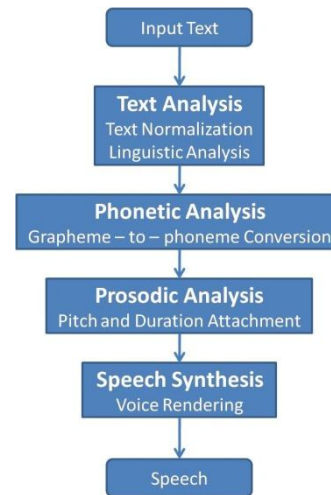 Input Text
Text Analysis
Text Normalization
Linguistic Analysis
Phonetic Analysis
Grapheme – to – phoneme Conversion
Prosodic Analysis
Pitch and Duration Attachment
Speech Synthesis
Voice Rendering
Speech